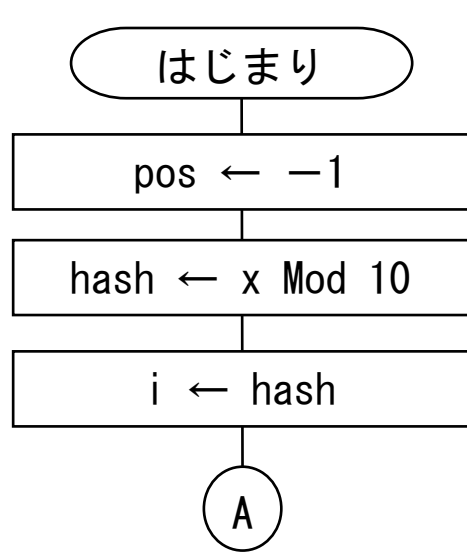 はじまり
pos ← －1
hash ← x Mod 10
i ← hash
A